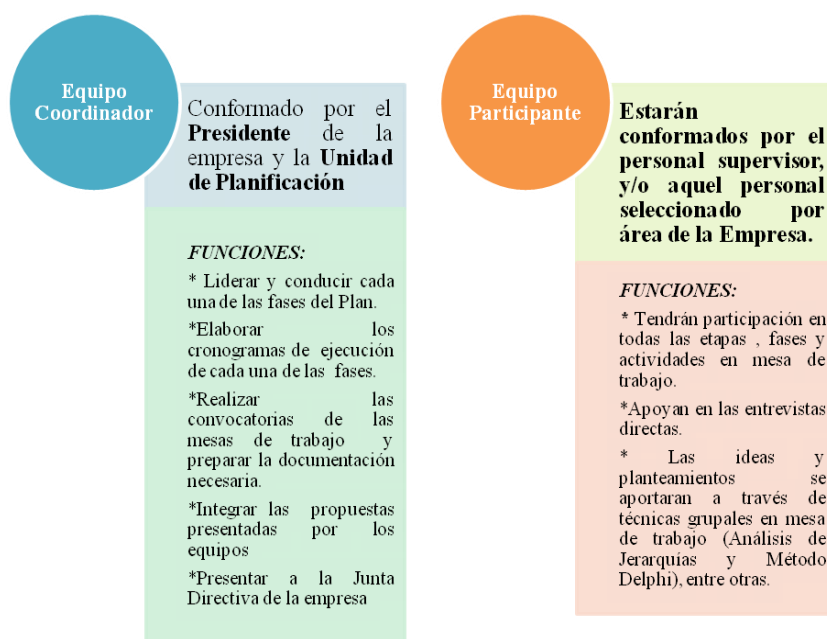 Equipo
Coordinador
Conformado por el
Presidente de la
empresa y la Unidad
de Planificación
FUNCIONES:
* Liderar y conducir cada
una de las fases del Plan.
*Elaborar los
cronogramas de ejecución
de cada una de las fases.
*Realizar las
convocatorias de las
mesas de trabajo y
preparar la documentación
necesaria.
*Integrar las propuestas
presentadas por los
equipos
*Presentar a la Junta
Directiva de la empresa
Equipo
Participante
Estarán
conformados por el
personal supervisor,
y/o aquel personal
seleccionado por
área de la Empresa.
FUNCIONES:
* Tendrán participación en
todas las etapas , fases y
actividades en mesa de
trabajo.
*Apoyan en las entrevistas
directas.
* Las ideas y
planteamientos se
aportaran a través de
técnicas grupales en mesa
de trabajo (Análisis de
Jerarquías y Método
Delphi), entre otras.